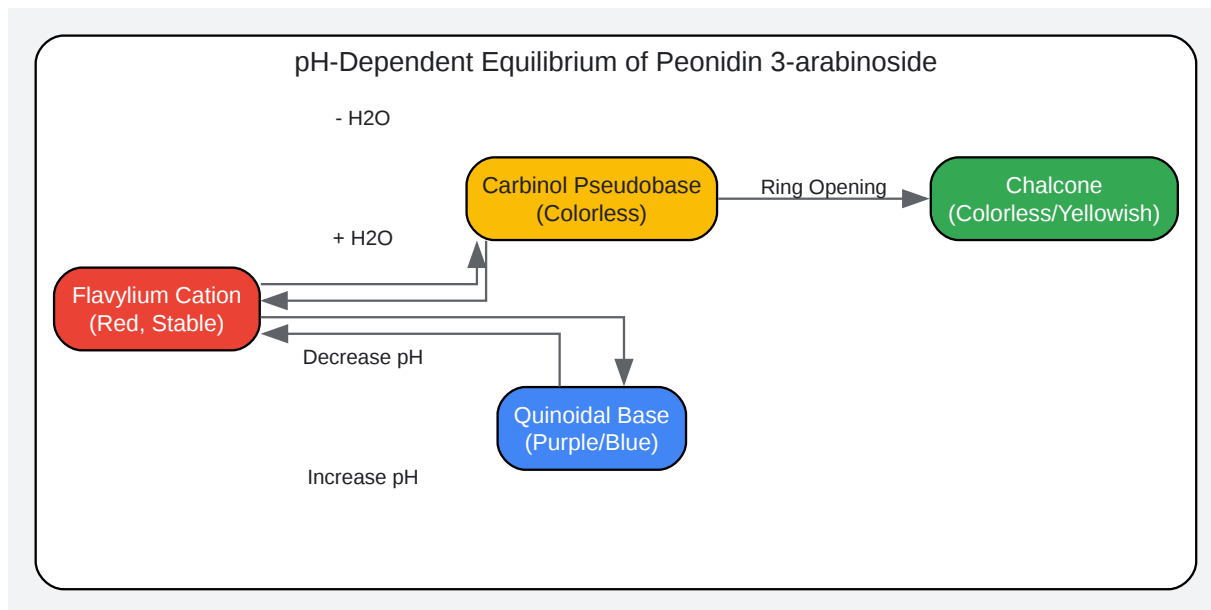 pH-Dependent Equilibrium of Peonidin 3-arabinoside
- H2O
Carbinol Pseudobase
(Colorless)
Ring Opening
Chalcone
(Colorless/Yellowish)
+ H2O
Flavylium Cation
(Red, Stable)
Decrease pH
Quinoidal Base
(Purple/Blue)
Increase pH